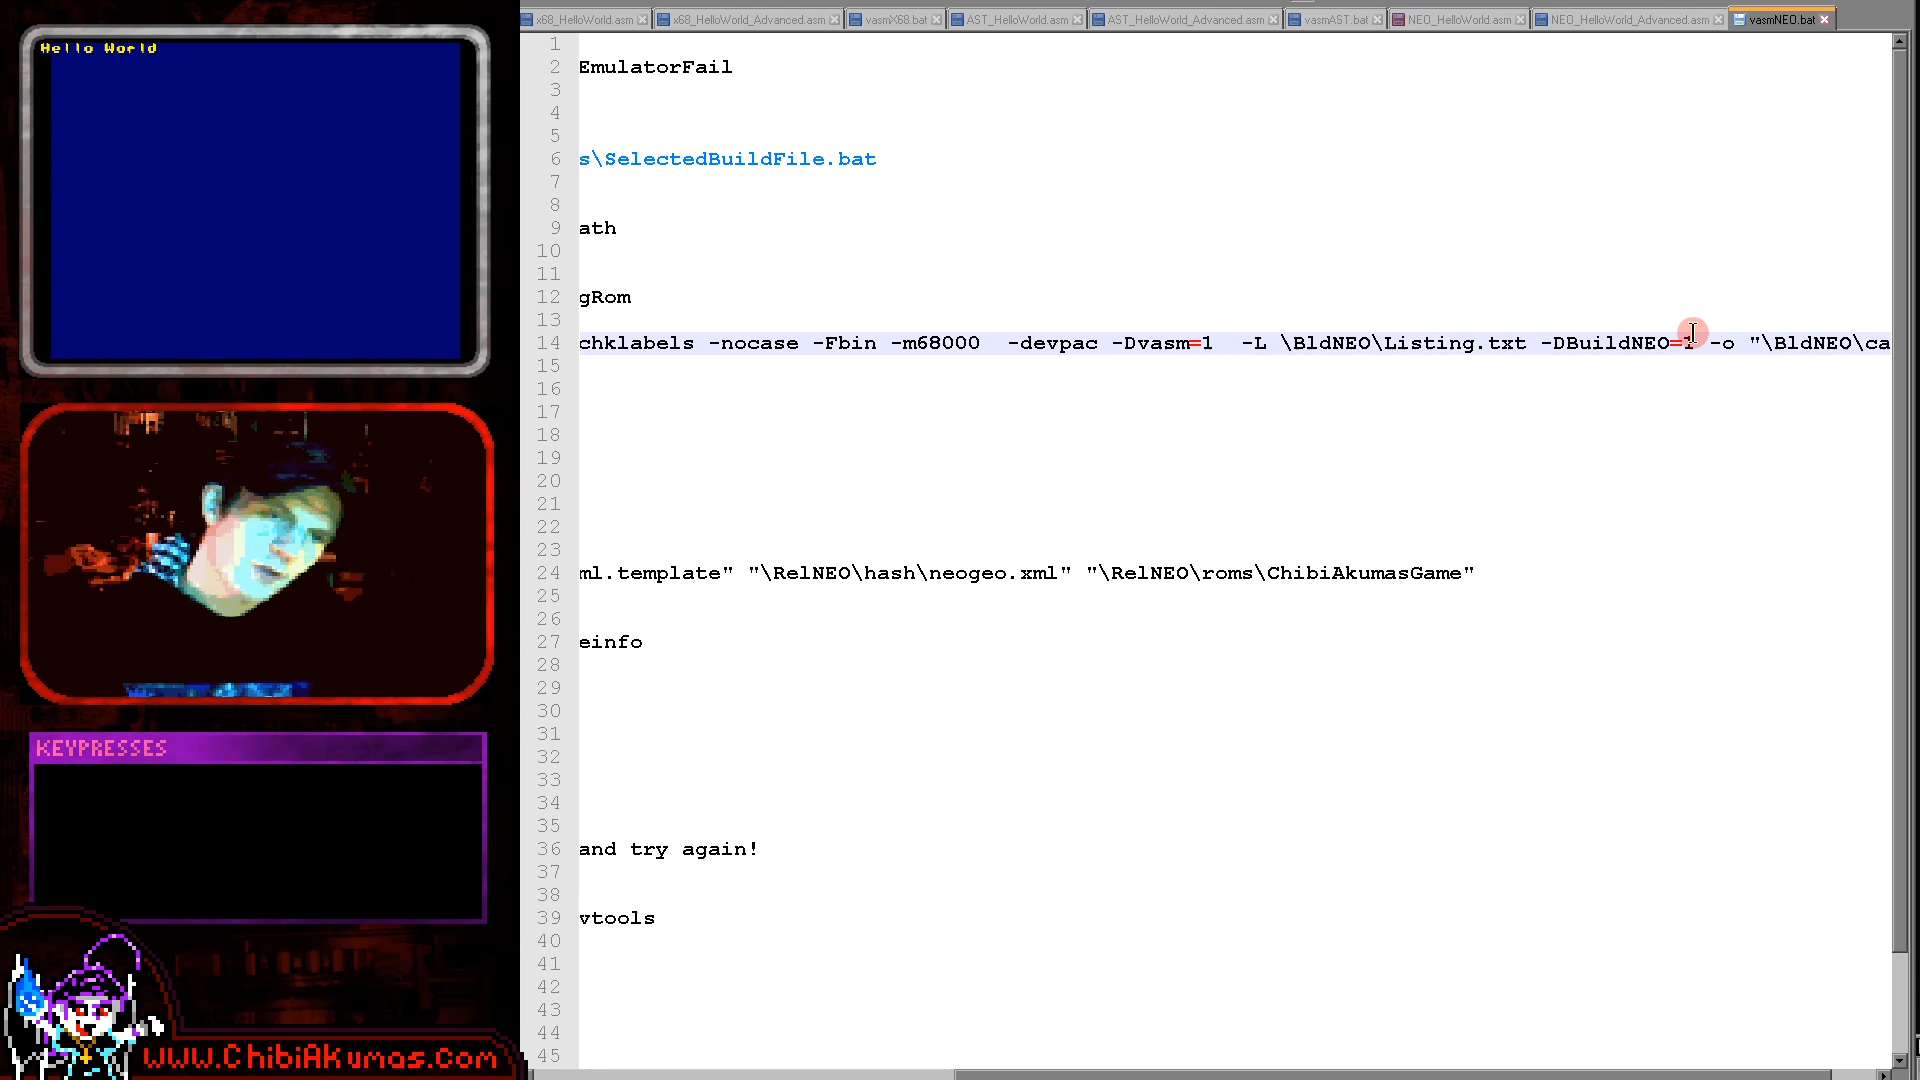 x68_HelloWorld.asm x68_HelloWorld_Advanced.asm vasmX68.bat AST_HelloWorld.asm AST_HelloWorld_Advanced.asm vasmAST.bat NEO_HelloWorld.asm NEO_HelloWorld_Advanced.asm vasmNEO.bat
Hello World
1
2 EmulatorFail
3
4
5
6 s\SelectedBuildFile.bat
7
8
9 ath
10
11
12 gRom
13
14 chklabels -nocase -Fbin -m68000 -devpac -Dvasm=1 -L \BldNEO\Listing.txt -DBuildNEO=1 -o "\BldNEO\ca
15
16
17
18
19
20
21
22
23
24 ml.template" "\RelNEO\hash\neogeo.xml" "\RelNEO\roms\ChibiAkumasGame"
25
26
27 einfo
28
29
30
31
32
33
34
35
36 and try again!
37
38
39 vtools
40
41
42
43
44
45
KEYPRESSES
www.ChibiAkumas.com